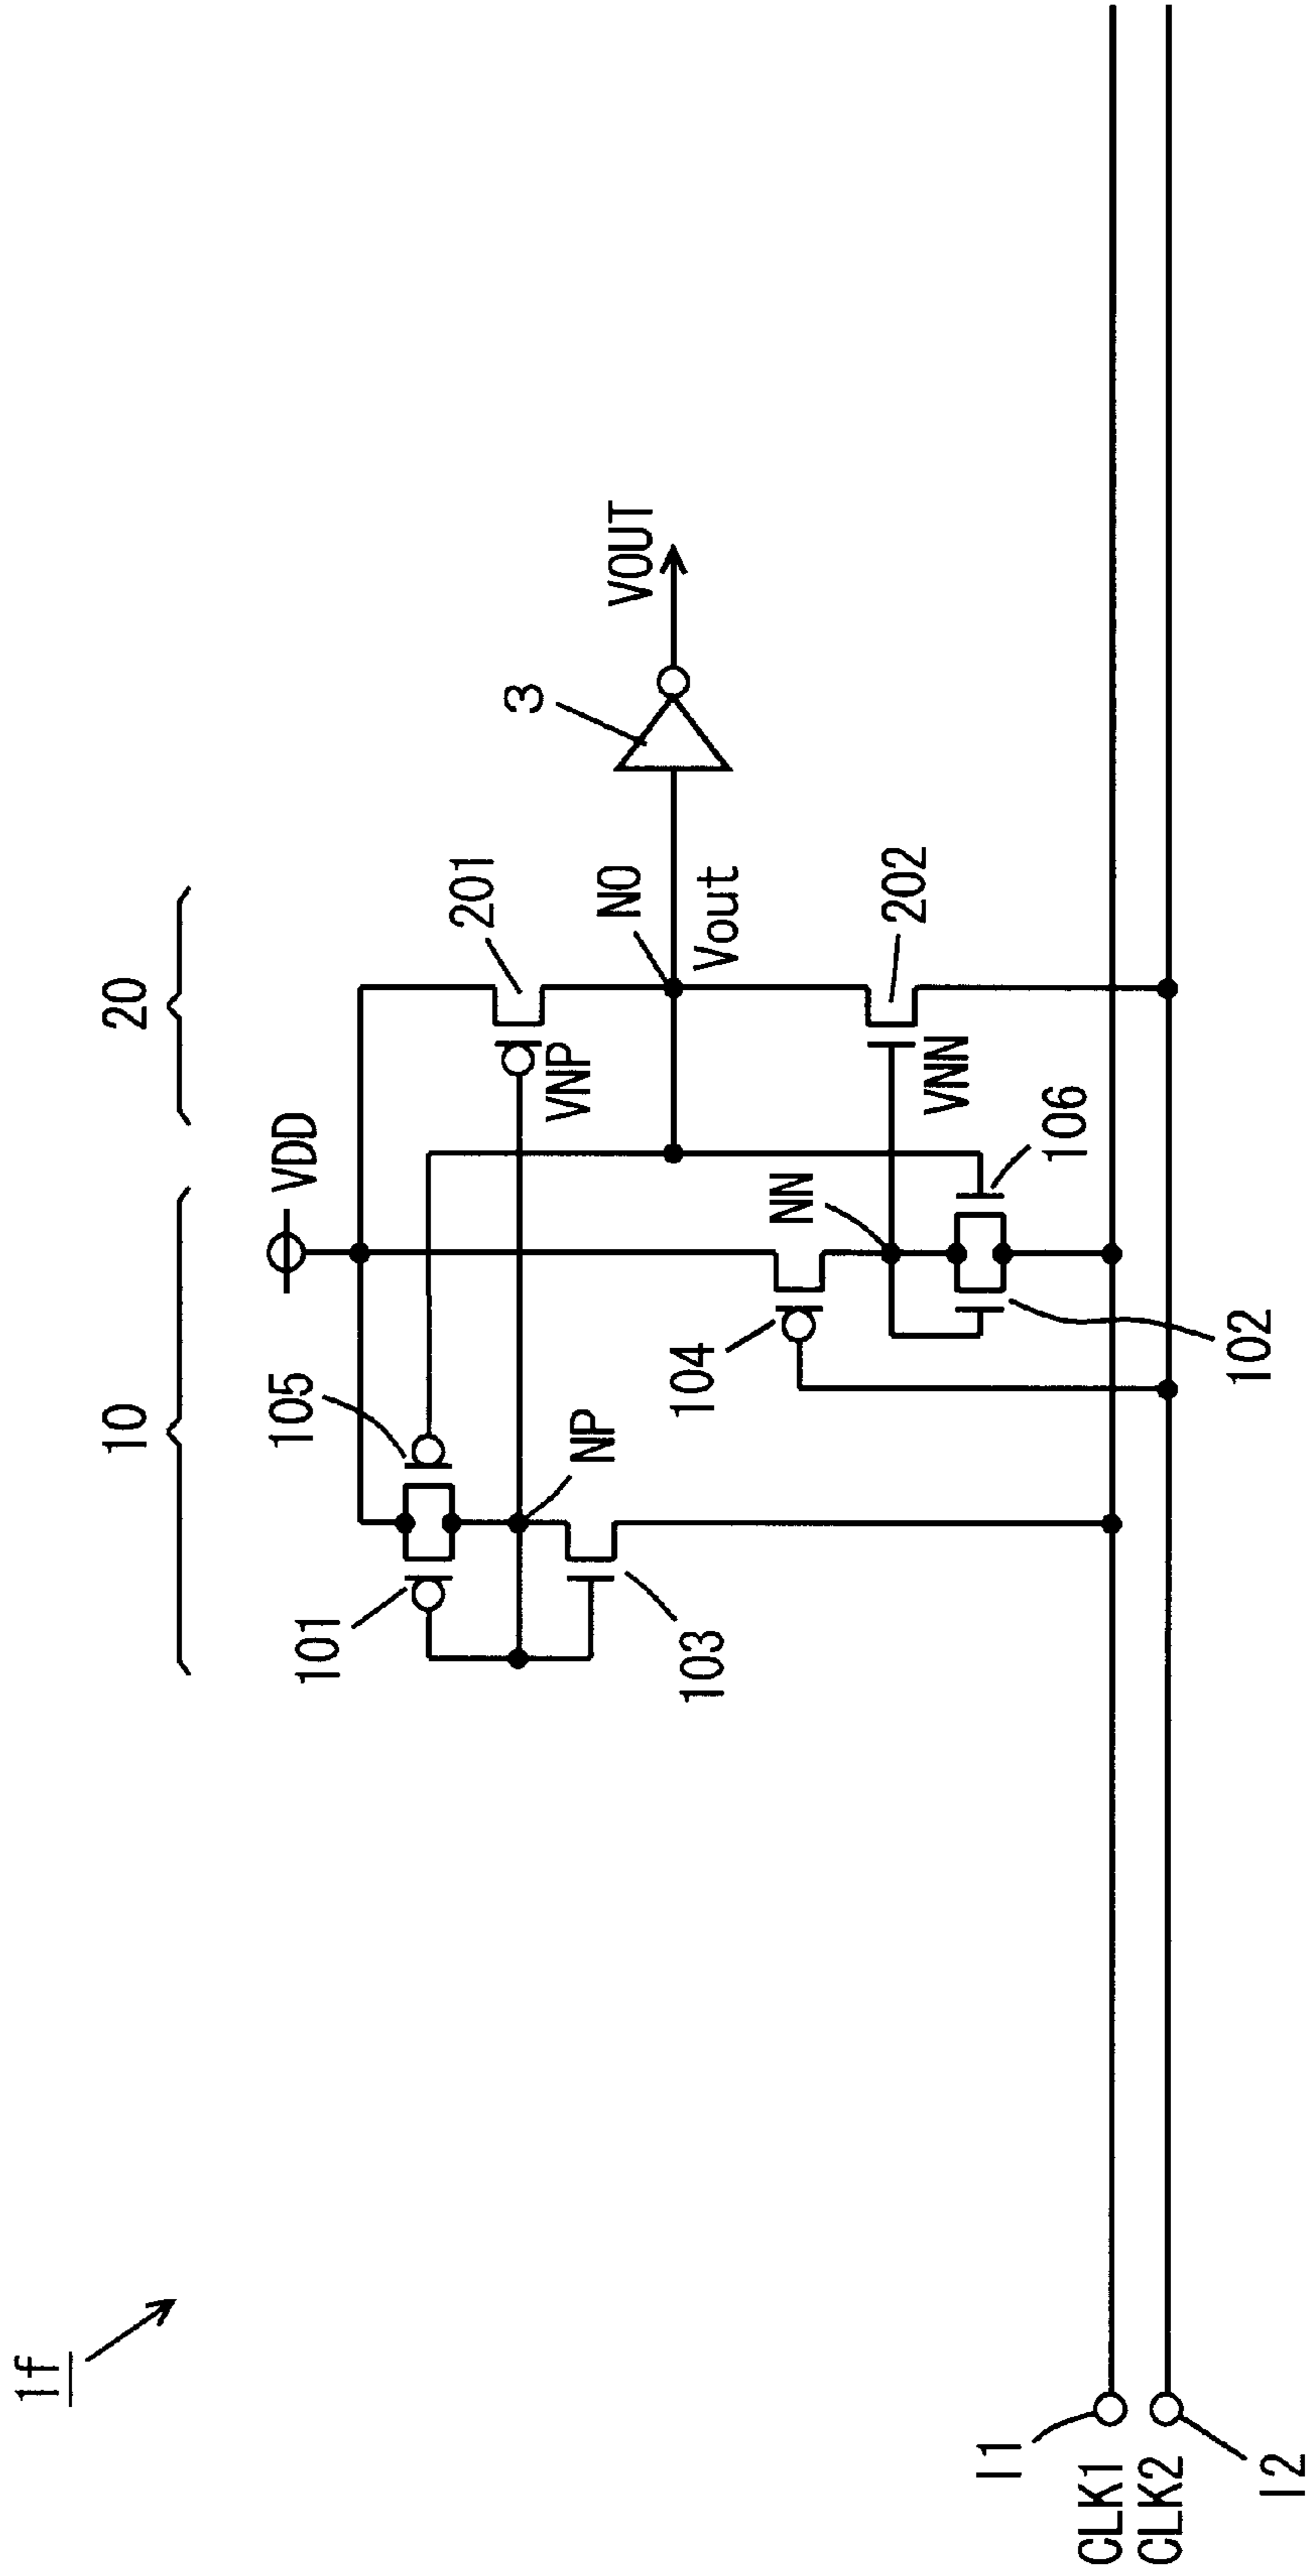 1f
10
20
VDD
101
105
201
VNP
NP
103
3
VOUT
NO
Vout
104
NN
202
VNN
106
102
I1
CLK1
CLK2
I2